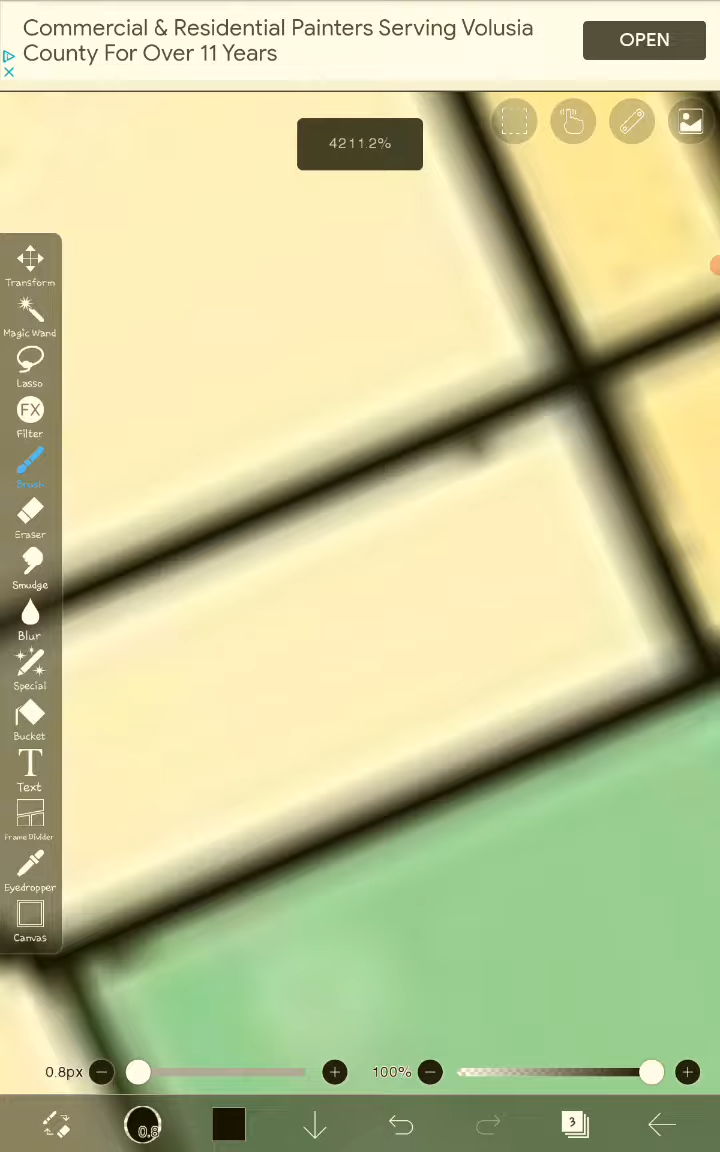 Commercial & Residential Painters Serving Volusia
County For Over 11 Years
OPEN
4211.2%
Transform
Magic Wand
Lasso
FX
Filter
Brush
Eraser
Smudge
Blur
Special
Bucket
T
Text
Frame Divider
Eyedropper
Canvas
0.8px
100%
0.8
3